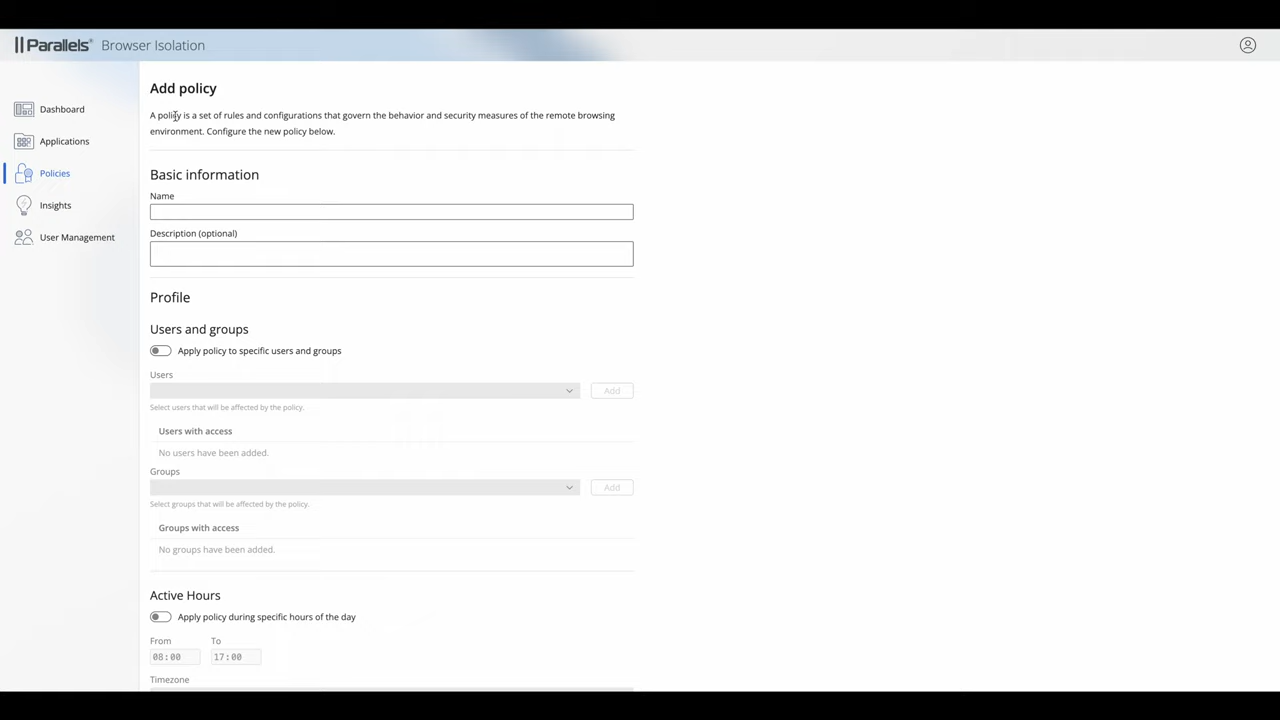 Parallels® Browser Isolation
Dashboard
Applications
Policies
Insights
User Management
Add policy
A policy is a set of rules and configurations that govern the behavior and security measures of the remote browsing
environment. Configure the new policy below.
Basic information
Name
Description (optional)
Profile
Users and groups
Apply policy to specific users and groups
Users
Add
Select users that will be affected by the policy.
Users with access
No users have been added.
Groups
Add
Select groups that will be affected by the policy.
Groups with access
No groups have been added.
Active Hours
Apply policy during specific hours of the day
From To
08:00 17:00
Timezone